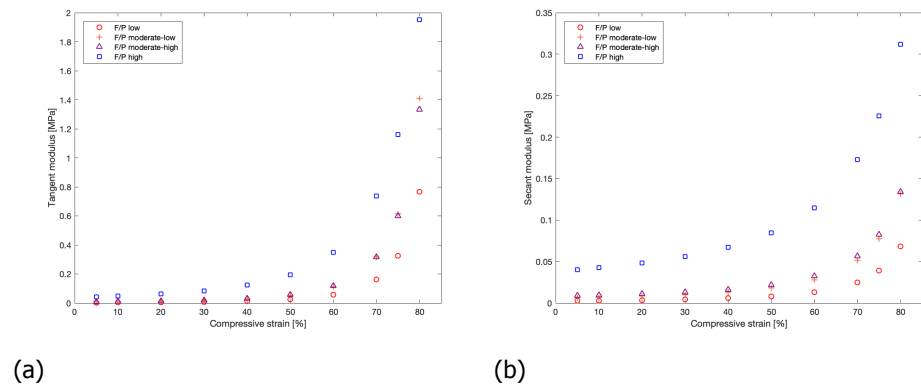 F/P low
F/P moderate-low
F/P moderate-high
F/P high
Tangent modulus [MPa]
2
1.8
1.6
1.4
1.2
1
0.8
0.6
0.4
0.2
0
0 10 20 30 40 50 60 70 80
Compressive strain [%]
(a)
F/P low
F/P moderate-low
F/P moderate-high
F/P high
Secant modulus [MPa]
0.35
0.3
0.25
0.2
0.15
0.1
0.05
0
0 10 20 30 40 50 60 70 80
Compressive strain [%]
(b)